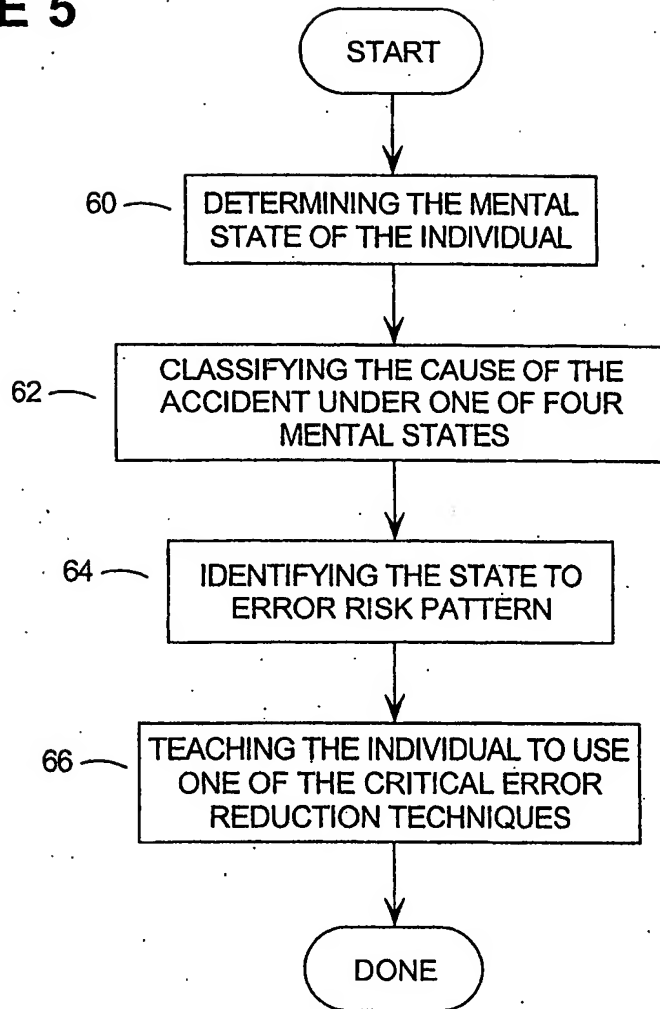 E 5
START
60
DETERMINING THE MENTAL
STATE OF THE INDIVIDUAL
62
CLASSIFYING THE CAUSE OF THE
ACCIDENT UNDER ONE OF FOUR
MENTAL STATES
64
IDENTIFYING THE STATE TO
ERROR RISK PATTERN
66
TEACHING THE INDIVIDUAL TO USE
ONE OF THE CRITICAL ERROR
REDUCTION TECHNIQUES
DONE